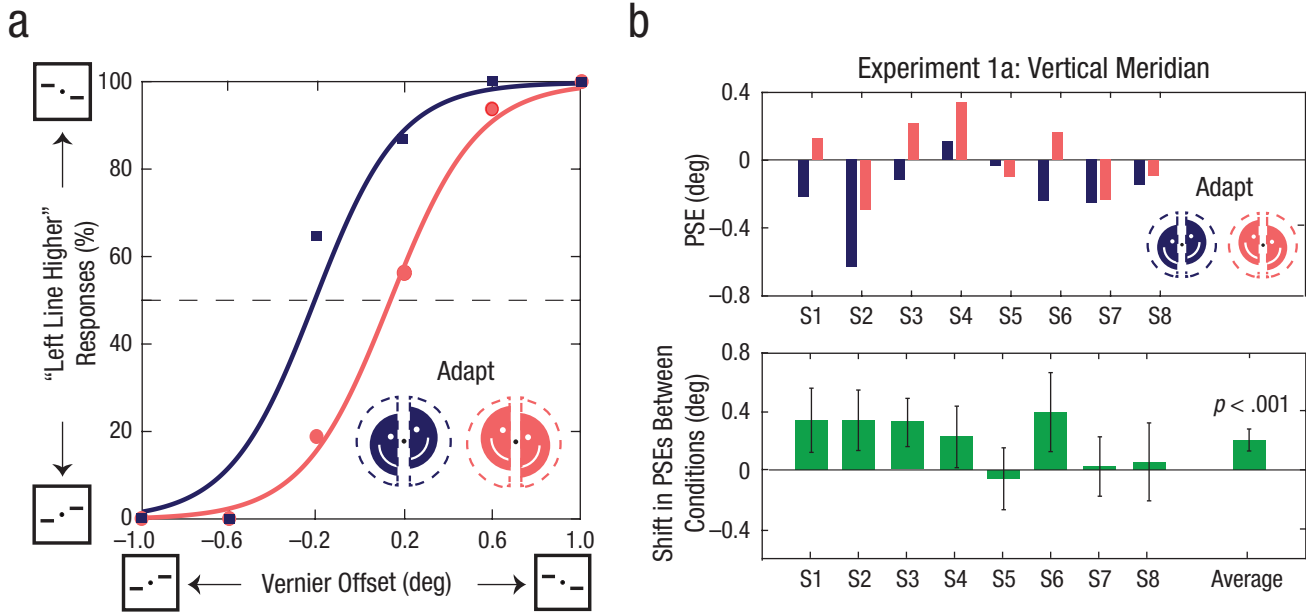 a
100
80
60
40
20
0
"Left Line Higher"
Responses (%)
Adapt
–1.0
–0.6
–0.2
0.2
0.6
1.0
Vernier Offset (deg)
b
Experiment 1a: Vertical Meridian
0.4
0
–0.4
–0.8
PSE (deg)
Adapt
S1 S2 S3 S4 S5 S6 S7 S8
0.8
0.4
0
–0.4
Shift in PSEs Between
Conditions (deg)
p < .001
S1 S2 S3 S4 S5 S6 S7 S8 Average